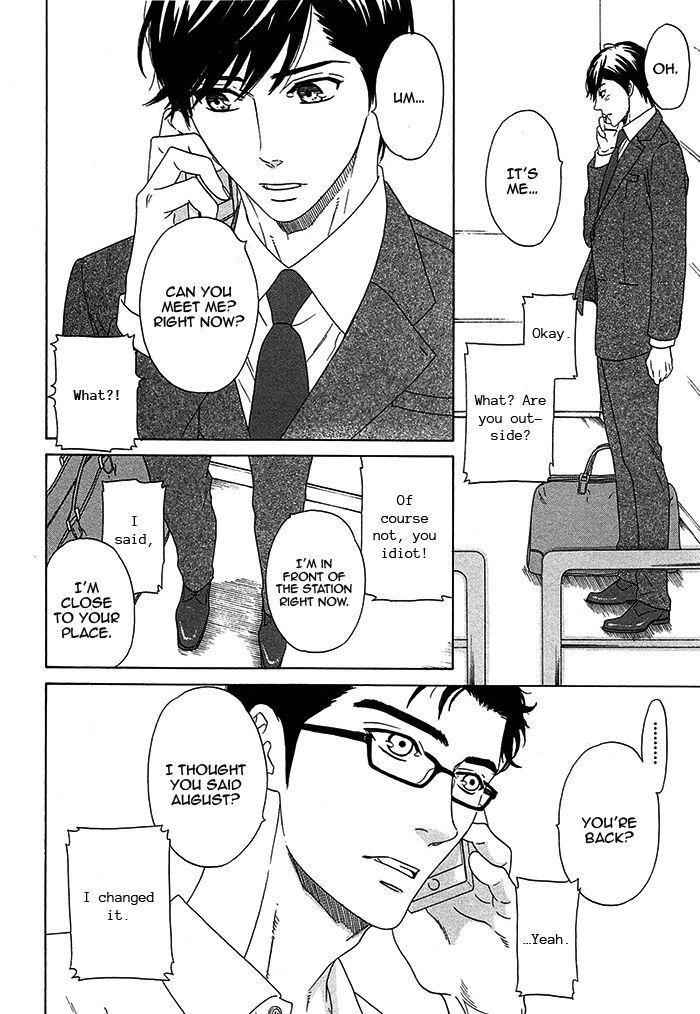 OH.
IT'S
ME...
Okay.
What? Are
you out-
side?
UM...
CAN YOU
MEET ME?
RIGHT NOW?
What?!
Of
course
not, you
idiot!
I'M IN
FRONT OF
THE STATION
RIGHT NOW.
I
said,
I'M
CLOSE
TO YOUR
PLACE.
........
YOU'RE
BACK?
…Yeah.
I THOUGHT
YOU SAID
AUGUST?
I changed
it.